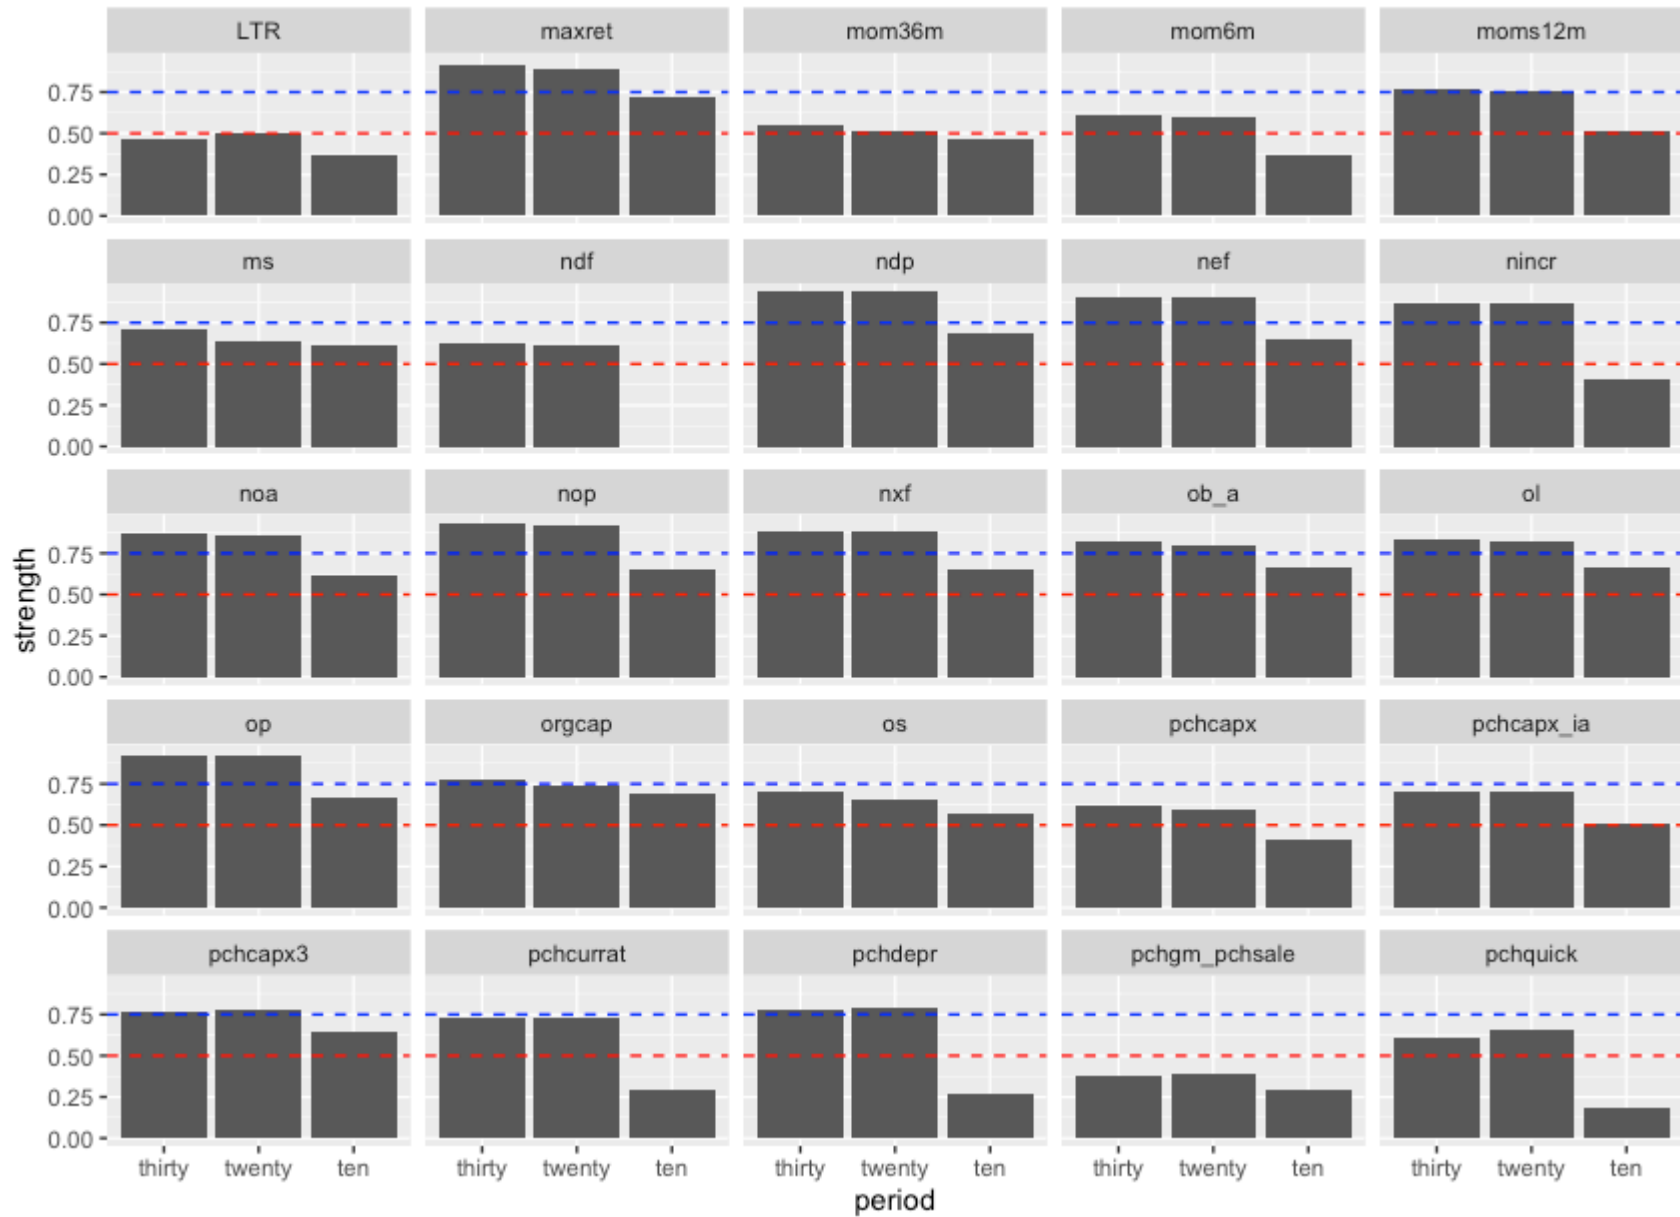 LTR maxret mom36m mom6m moms12m
0.75
0.50
0.25
0.00
ms ndf ndp nef nincr
0.75
0.50
0.25
0.00
noa nop nxf ob_a ol
0.75
0.50
0.25
0.00
strength
op orgcap os pchcapx pchcapx_ia
0.75
0.50
0.25
0.00
pchcapx3 pchcurrat pchdepr pchgm_pchsale pchquick
0.75
0.50
0.25
0.00
thirty twenty ten thirty twenty ten thirty twenty ten thirty twenty ten thirty twenty ten
period